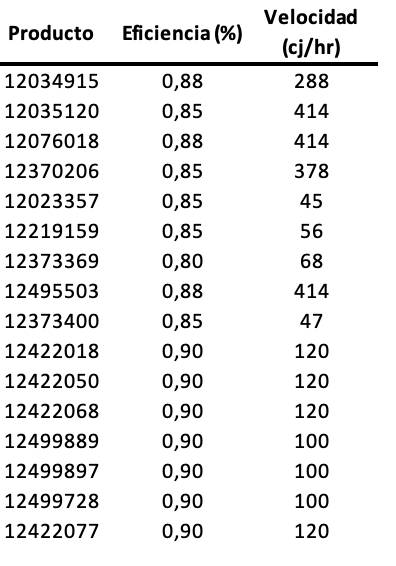 Producto Eficiencia (%) Velocidad (cj/hr)
12034915 0,88 288
12035120 0,85 414
12076018 0,88 414
12370206 0,85 378
12023357 0,85 45
12219159 0,85 56
12373369 0,80 68
12495503 0,88 414
12373400 0,85 47
12422018 0,90 120
12422050 0,90 120
12422068 0,90 120
12499889 0,90 100
12499897 0,90 100
12499728 0,90 100
12422077 0,90 120